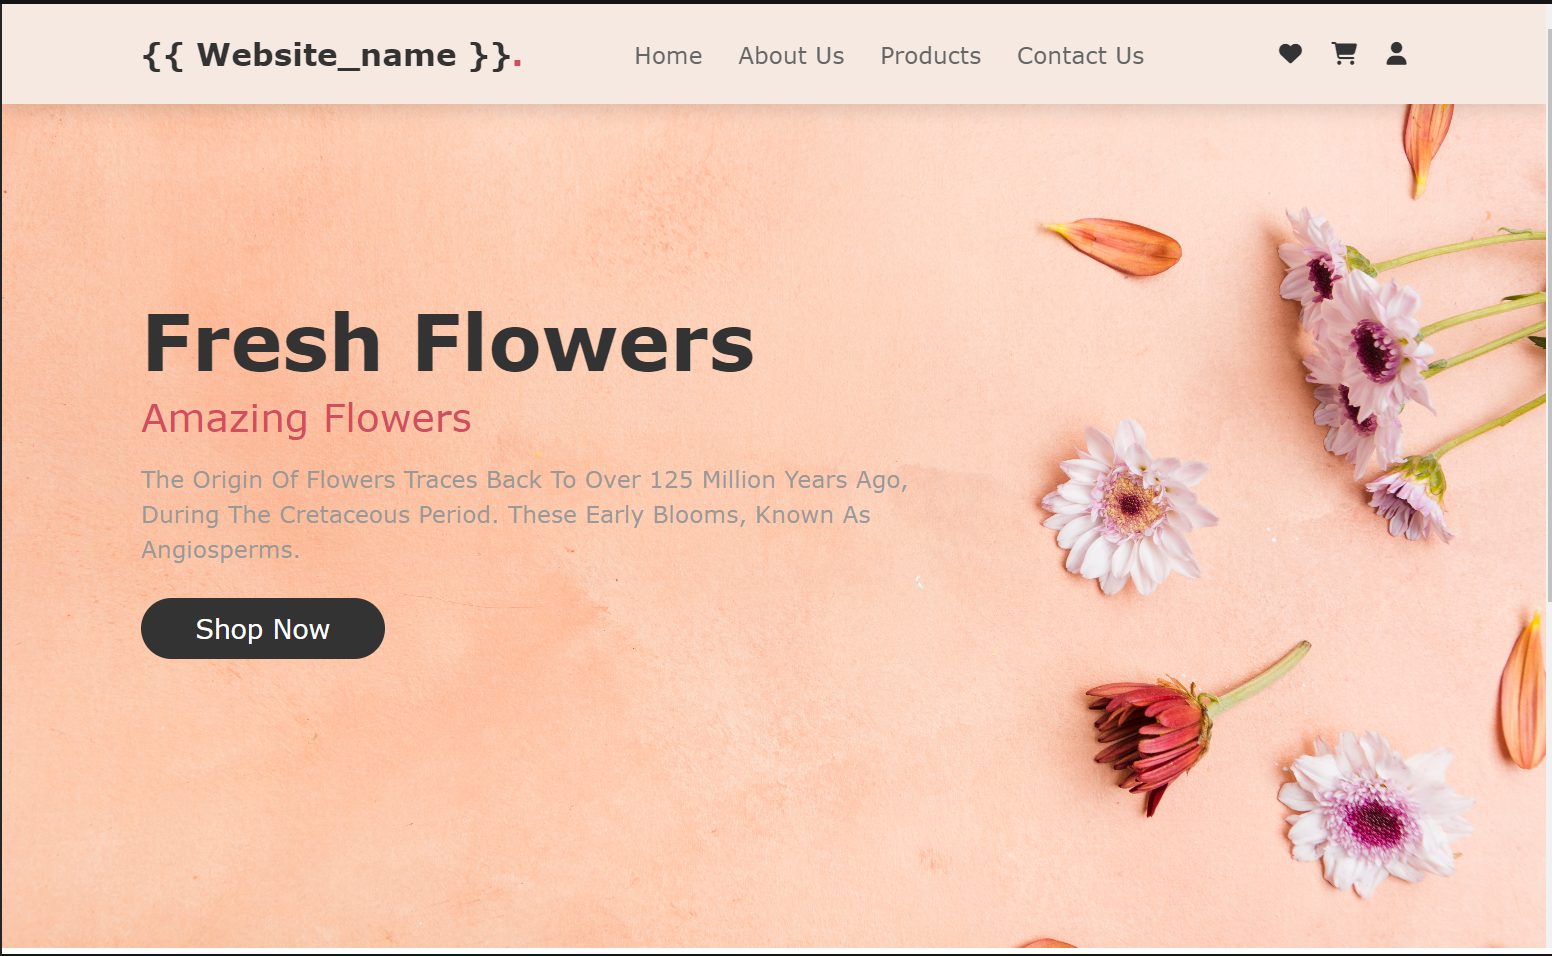 {{ Website_name }}.
Home About Us Products Contact Us
Fresh Flowers
Amazing Flowers
The Origin Of Flowers Traces Back To Over 125 Million Years Ago,
During The Cretaceous Period. These Early Blooms, Known As
Angiosperms.
Shop Now